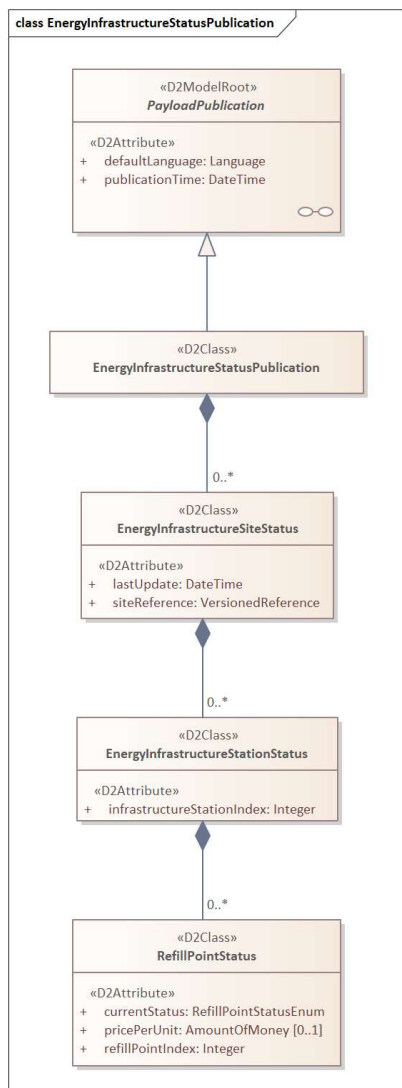 class EnergyInfrastructureStatusPublication
«D2ModelRoot»
PayloadPublication
«D2Attribute»
+ defaultLanguage: Language
+ publicationTime: DateTime
«D2Class»
EnergyInfrastructureStatusPublication
0..*
«D2Class»
EnergyInfrastructureSiteStatus
«D2Attribute»
+ lastUpdate: DateTime
+ siteReference: VersionedReference
0..*
«D2Class»
EnergyInfrastructureStationStatus
«D2Attribute»
+ infrastructureStationIndex: Integer
0..*
«D2Class»
RefillPointStatus
«D2Attribute»
+ currentStatus: RefillPointStatusEnum
+ pricePerUnit: AmountOfMoney [0..1]
+ refillPointIndex: Integer